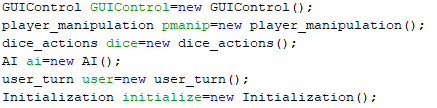 GUIControl GUIControl=new GUIControl();
player_manipulation pmanip=new player_manipulation();
dice_actions dice=new dice_actions();
AI ai=new AI();
user_turn user=new user_turn();
Initialization initialize=new Initialization();